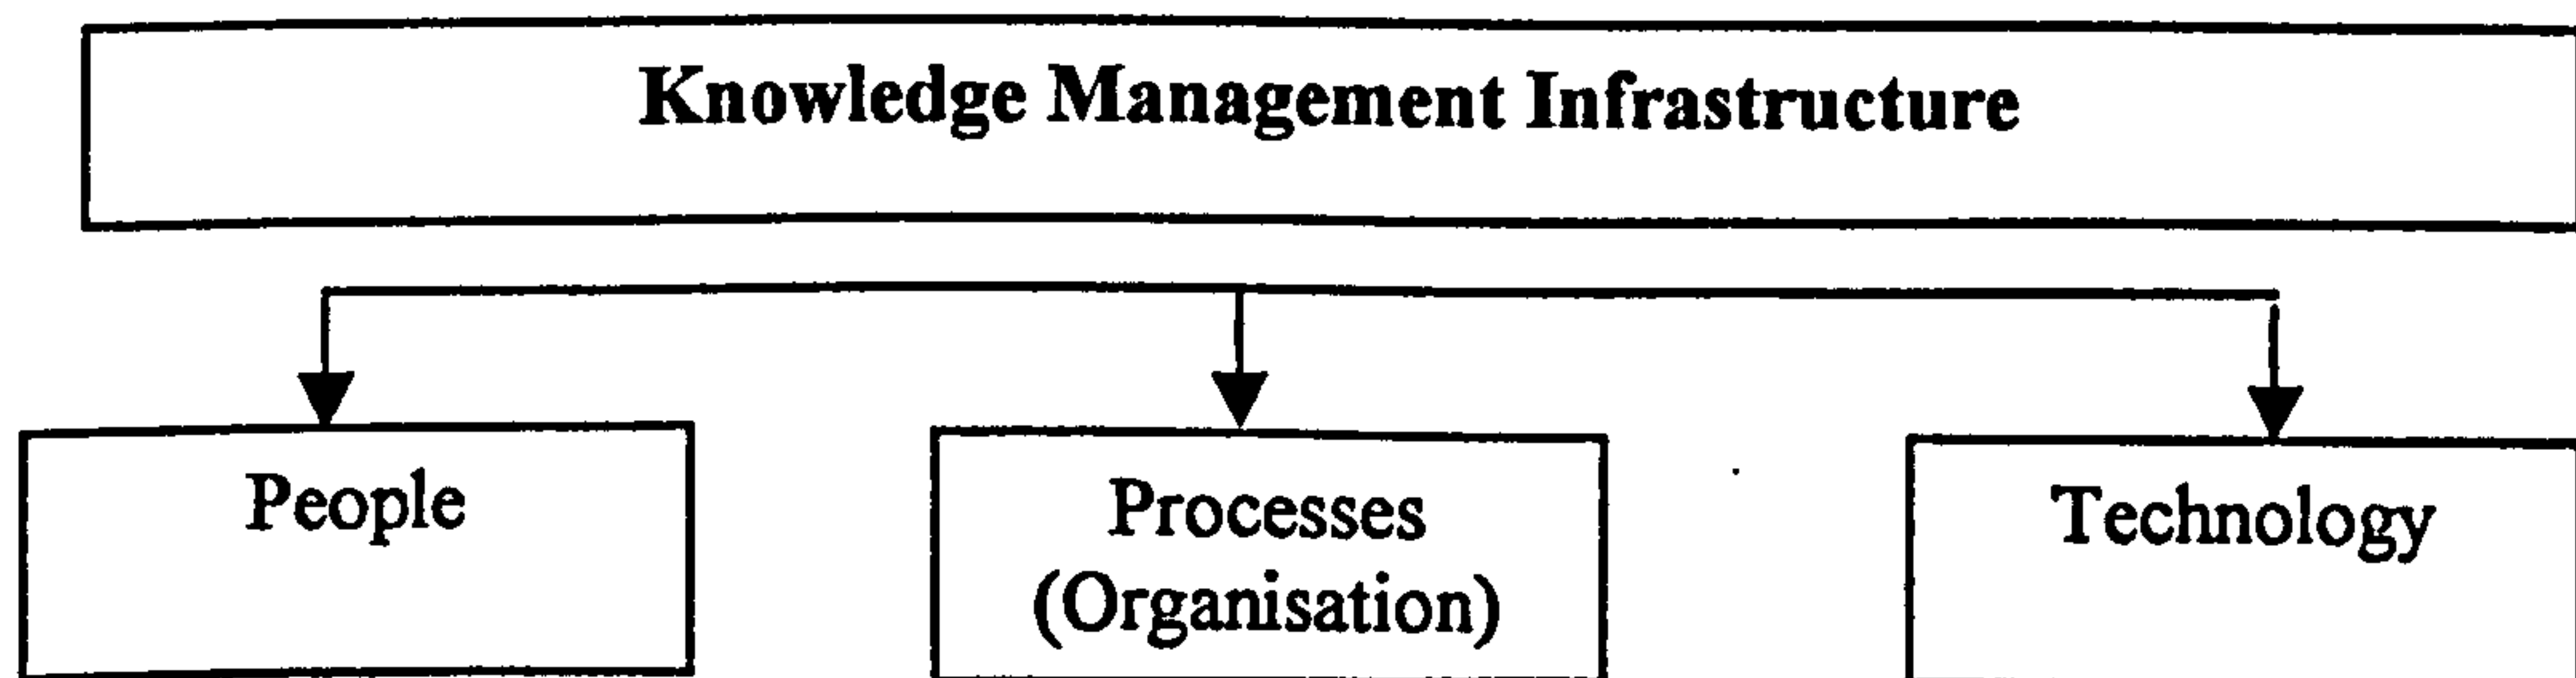 Knowledge Management Infrastructure
People
Processes
(Organisation)
Technology